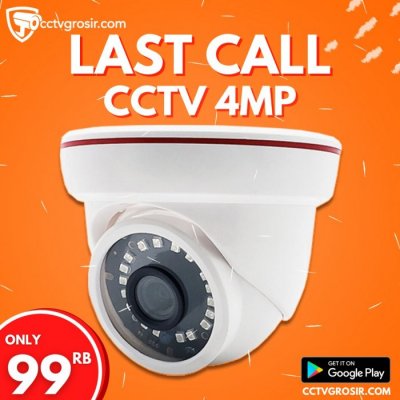 cctvgrosir.com
LAST CALL
CCTV 4MP
ONLY
99 RB
GET IT ON
Google Play
CCTVGROSIR.COM